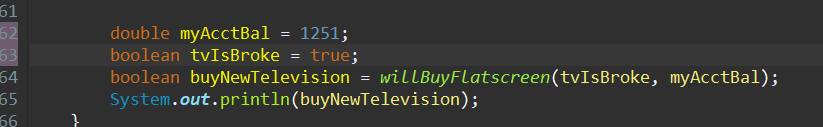 61
62 double myAcctBal = 1251;
63 boolean tvIsBroke = true;
64 boolean buyNewTelevision = willBuyFlatscreen(tvIsBroke, myAcctBal);
65 System.out.println(buyNewTelevision);
66 }